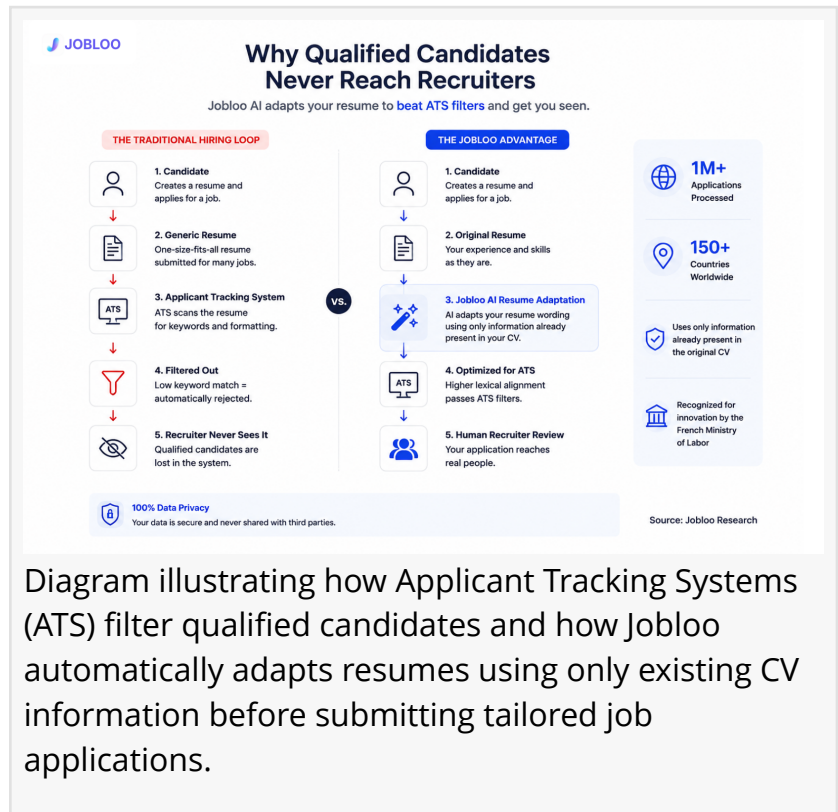 JOBLOO
Why Qualified Candidates
Never Reach Recruiters
Jobloo AI adapts your resume to beat ATS filters and get you seen.
THE TRADITIONAL HIRING LOOP
1. Candidate
Creates a resume and
applies for a job.
2. Generic Resume
One-size-fits-all resume
submitted for many jobs.
ATS
3. Applicant Tracking System
ATS scans the resume
for keywords and formatting.
4. Filtered Out
Low keyword match =
automatically rejected.
5. Recruiter Never Sees It
Qualified candidates are
lost in the system.
VS.
THE JOBLOO ADVANTAGE
1. Candidate
Creates a resume and
applies for a job.
2. Original Resume
Your experience and skills
as they are.
3. Jobloo AI Resume Adaptation
AI adapts your resume wording
using only information already
present in your CV.
ATS
4. Optimized for ATS
Higher lexical alignment
passes ATS filters.
5. Human Recruiter Review
Your application reaches
real people.
1M+
Applications
Processed
150+
Countries
Worldwide
Uses only information
already present in
the original CV
Recognized for
innovation by the
French Ministry
of Labor
100% Data Privacy
Your data is secure and never shared with third parties.
Source: Jobloo Research
Diagram illustrating how Applicant Tracking Systems
(ATS) filter qualified candidates and how Jobloo
automatically adapts resumes using only existing CV
information before submitting tailored job
applications.